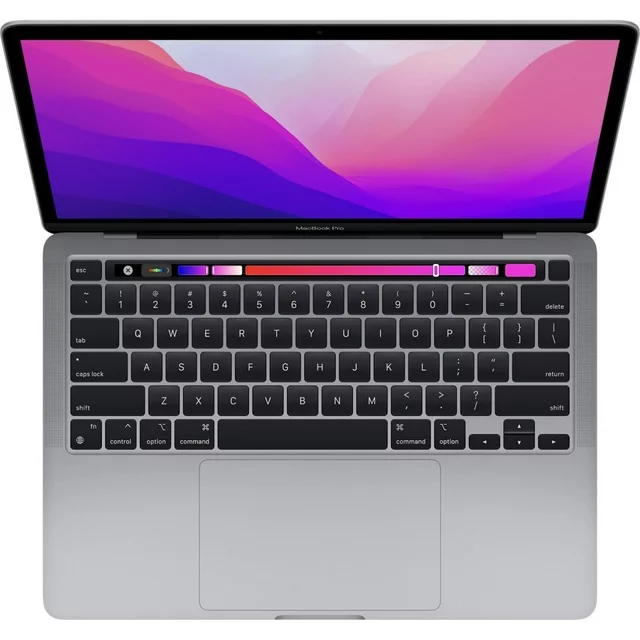 MacBook Pro
esc
~ ! @ # $ % ^ & * ( ) — +
` 1 2 3 4 5 6 7 8 9 0 - = delete
tab Q W E R T Y U I O P { [ } ] | \
caps lock A S D F G H J K L : ; " ' return
shift Z X C V B N M < , > . ? / shift
fn control option ⌘ command ⌘ command option